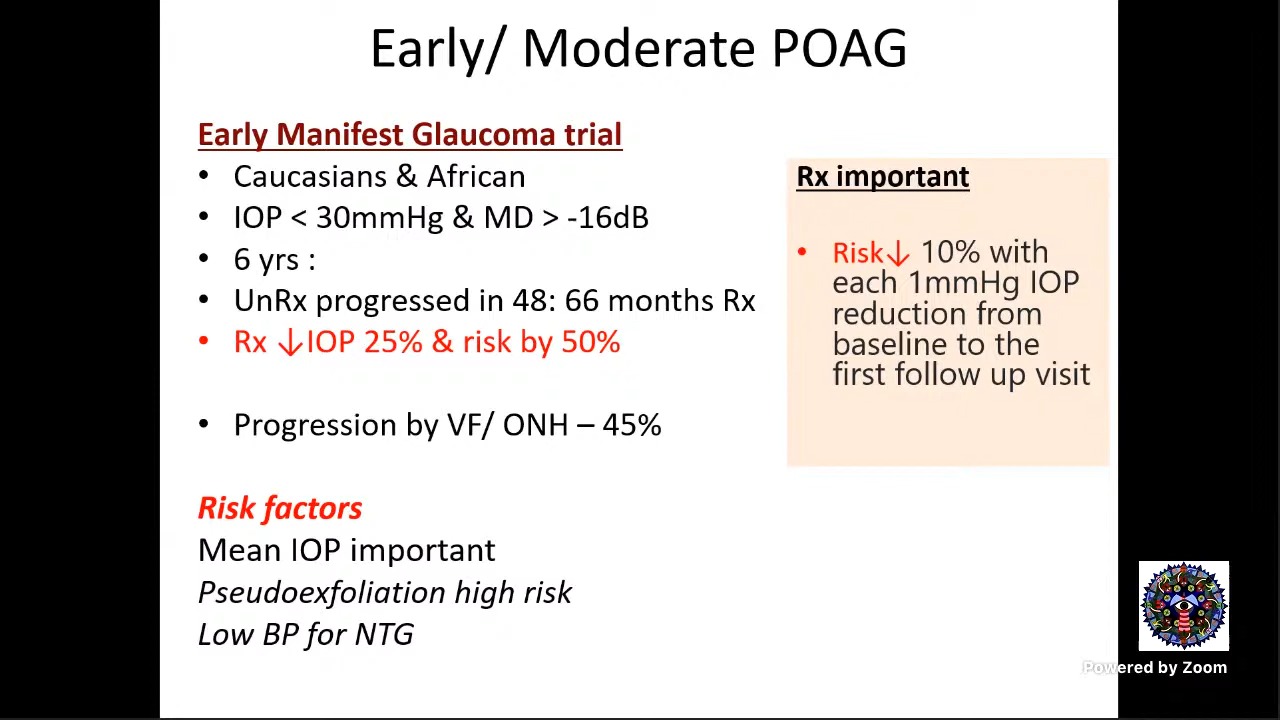 Early/ Moderate POAG
Early Manifest Glaucoma trial
• Caucasians & African
• IOP < 30mmHg & MD > -16dB
• 6 yrs :
• UnRx progressed in 48: 66 months Rx
• Rx ↓IOP 25% & risk by 50%
• Progression by VF/ ONH – 45%
Risk factors
Mean IOP important
Pseudoexfoliation high risk
Low BP for NTG
Rx important
• Risk↓ 10% with
each 1mmHg IOP
reduction from
baseline to the
first follow up visit
Powered by Zoom